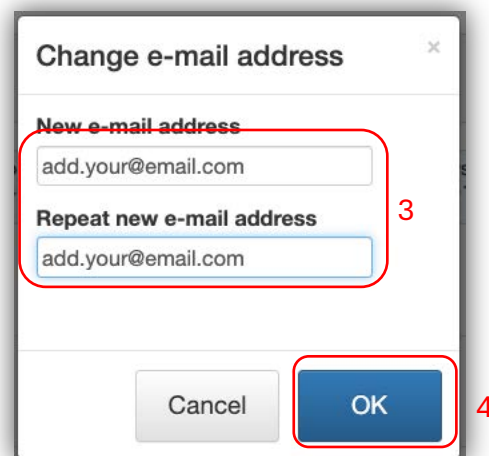 Change e-mail address ×
New e-mail address
add.your@email.com
Repeat new e-mail address
add.your@email.com
3
Cancel OK
4